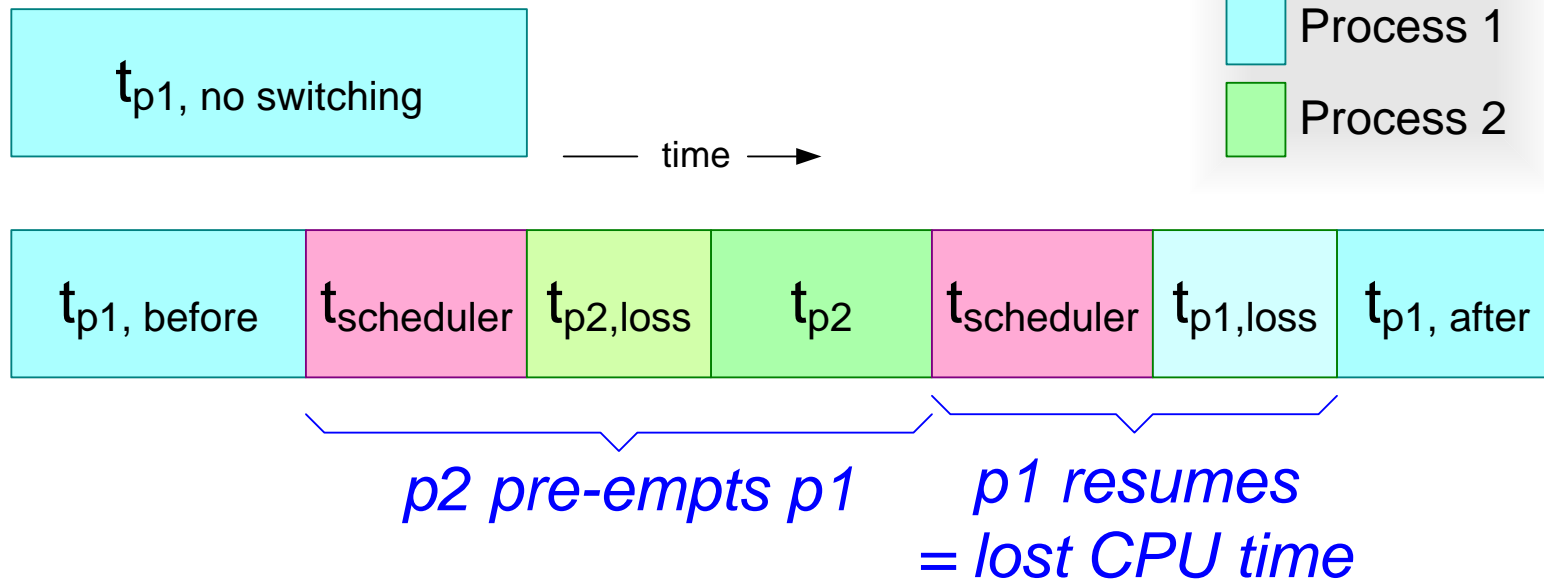 Process 1
tp1, no switching
Process 2
time
tp1, before
tscheduler
tp2,loss
tp2
tscheduler
tp1,loss
tp1, after
p2 pre-empts p1
p1 resumes
= lost CPU time